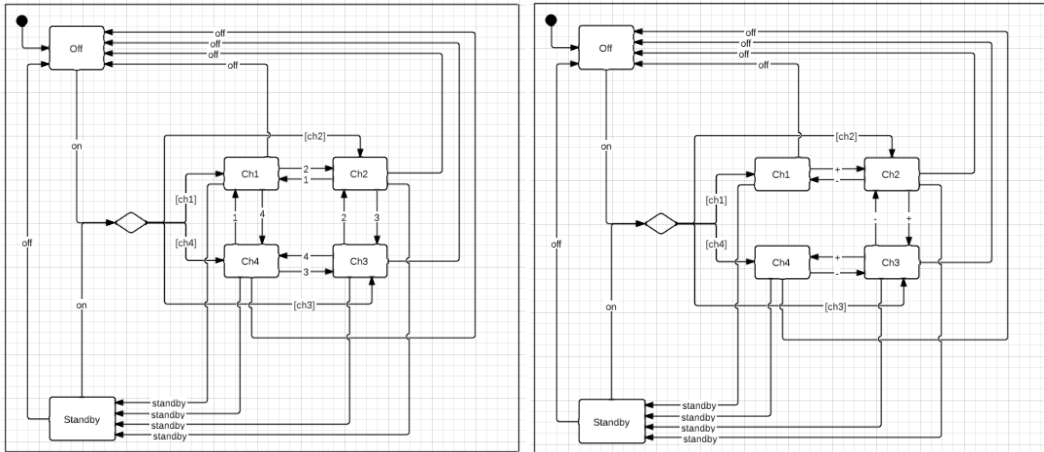 Off
off
off
off
off
on
[ch2]
Ch1
2
1
Ch2
[ch1]
1
4
2
3
[ch4]
off
Ch4
4
3
Ch3
on
[ch3]
Standby
standby
standby
standby
standby
Off
off
off
off
off
on
[ch2]
Ch1
+
-
Ch2
[ch1]
-
+
[ch4]
off
Ch4
+
-
Ch3
on
[ch3]
Standby
standby
standby
standby
standby